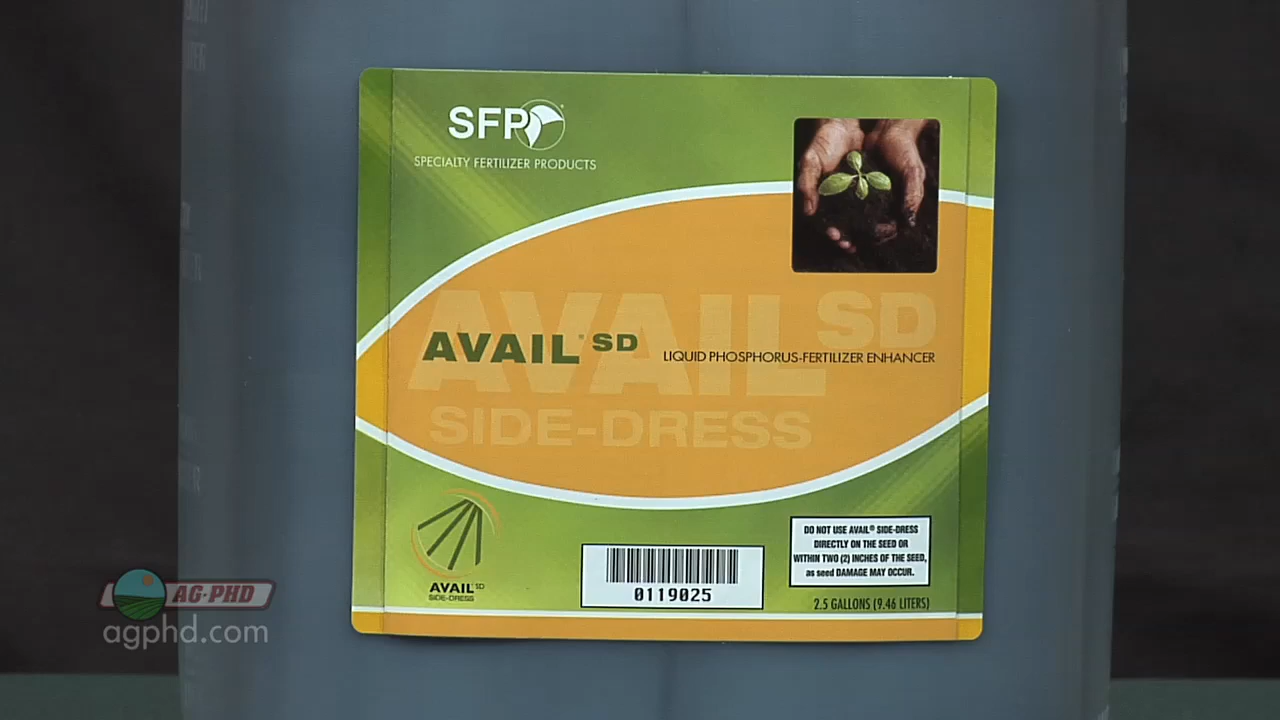 SFP
SPECIALTY FERTILIZER PRODUCTS
AVAIL SD
AVAIL® SD
LIQUID PHOSPHORUS-FERTILIZER ENHANCER
SIDE-DRESS
AVAIL SD
SIDE-DRESS
0119025
DO NOT USE AVAIL® SIDE-DRESS
DIRECTLY ON THE SEED OR
WITHIN TWO (2) INCHES OF THE SEED,
as seed DAMAGE MAY OCCUR.
2.5 GALLONS (9.46 LITERS)
AG-PHD
agphd.com